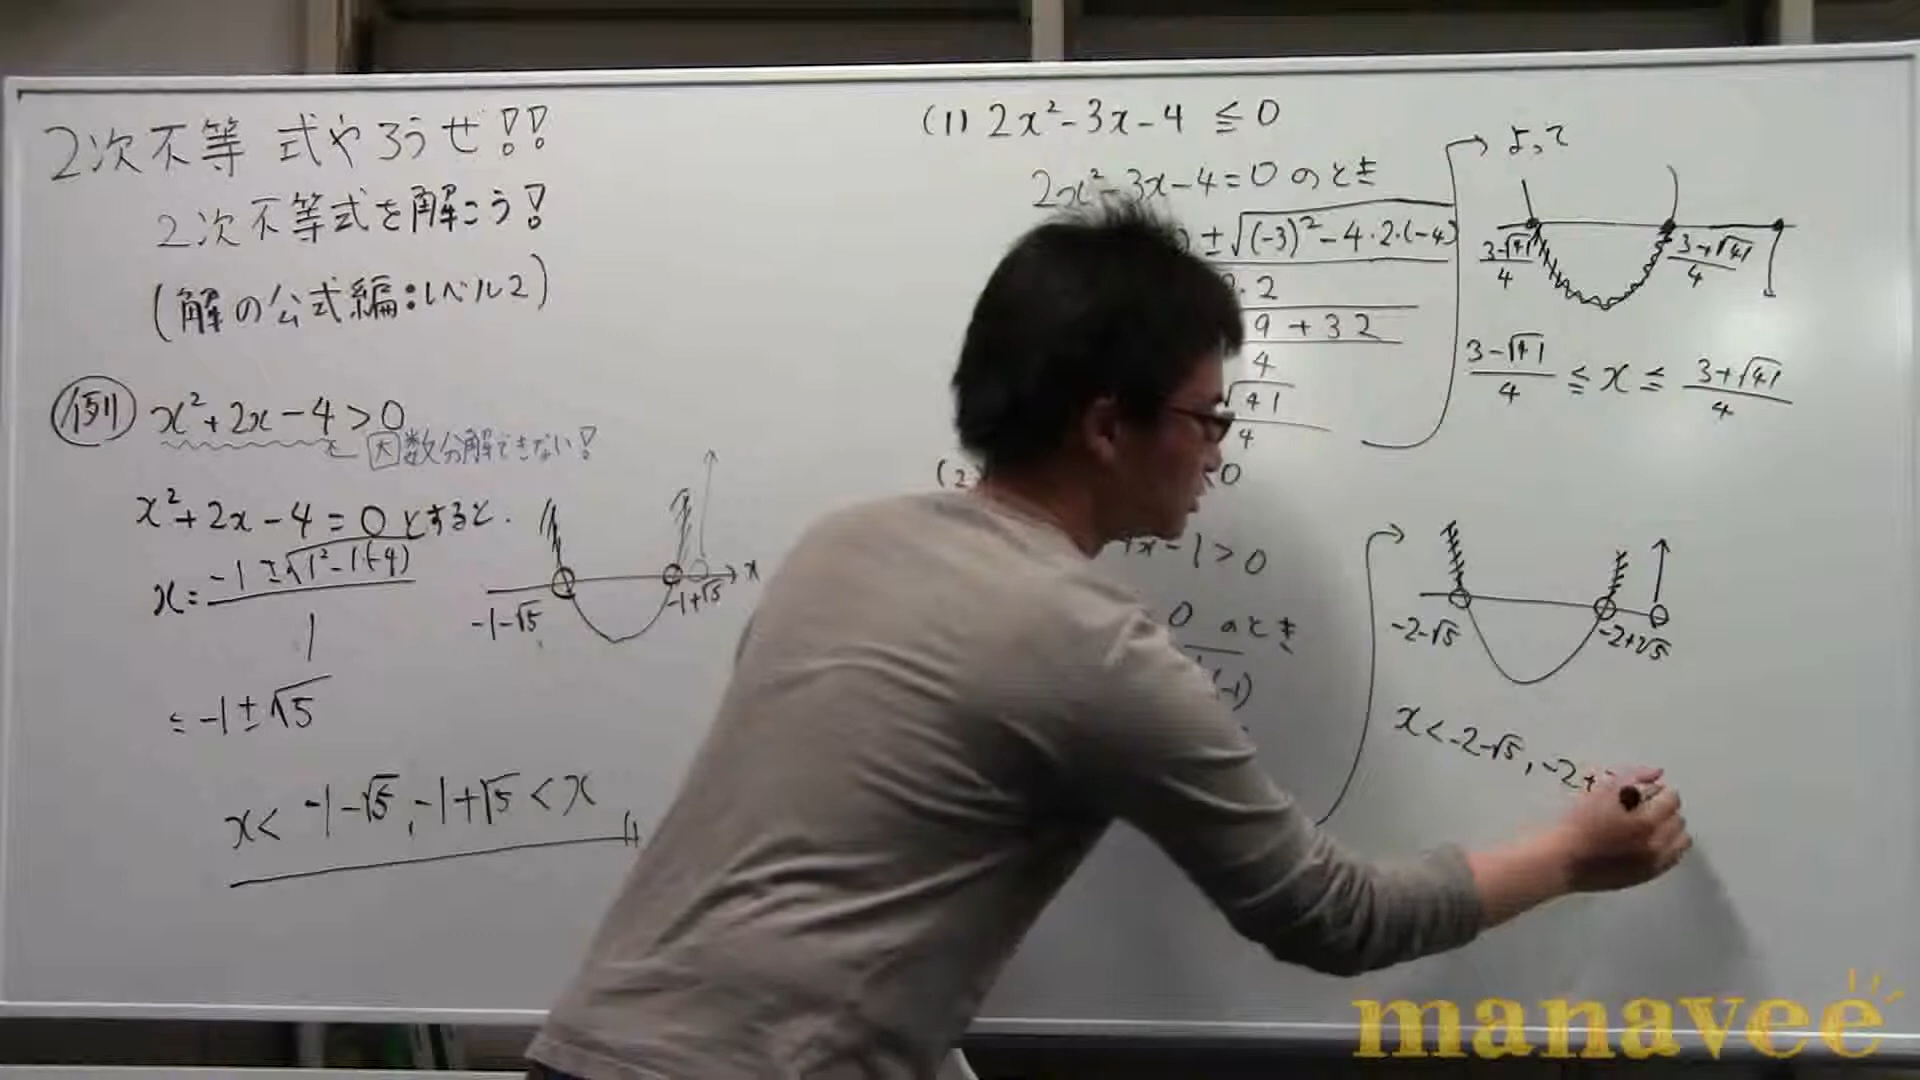 2次不等式やろうぜ!!
2次不等式を解こう!
(解の公式編:レベル2)
例 x²+2x-4>0
因数分解できない!
x²+2x-4=0とすると.
x=-1±√1²-1(-4)
1
=-1±√5
-1-√5
-1+√5
x
x<-1-√5,-1+√5<x
(1) 2x²-3x-4≦0
2x²-3x-4=0のとき
±√(-3)²-4・2・(-4)
2
9+32
4
√41
4
よって
3-√41/4
3+√41/4
3-√41/4≦x≦3+√41/4
(2)
0
x-1>0
0のとき
(-1)
-2-√5
-2+√5
x<-2-√5,-2+
manavee